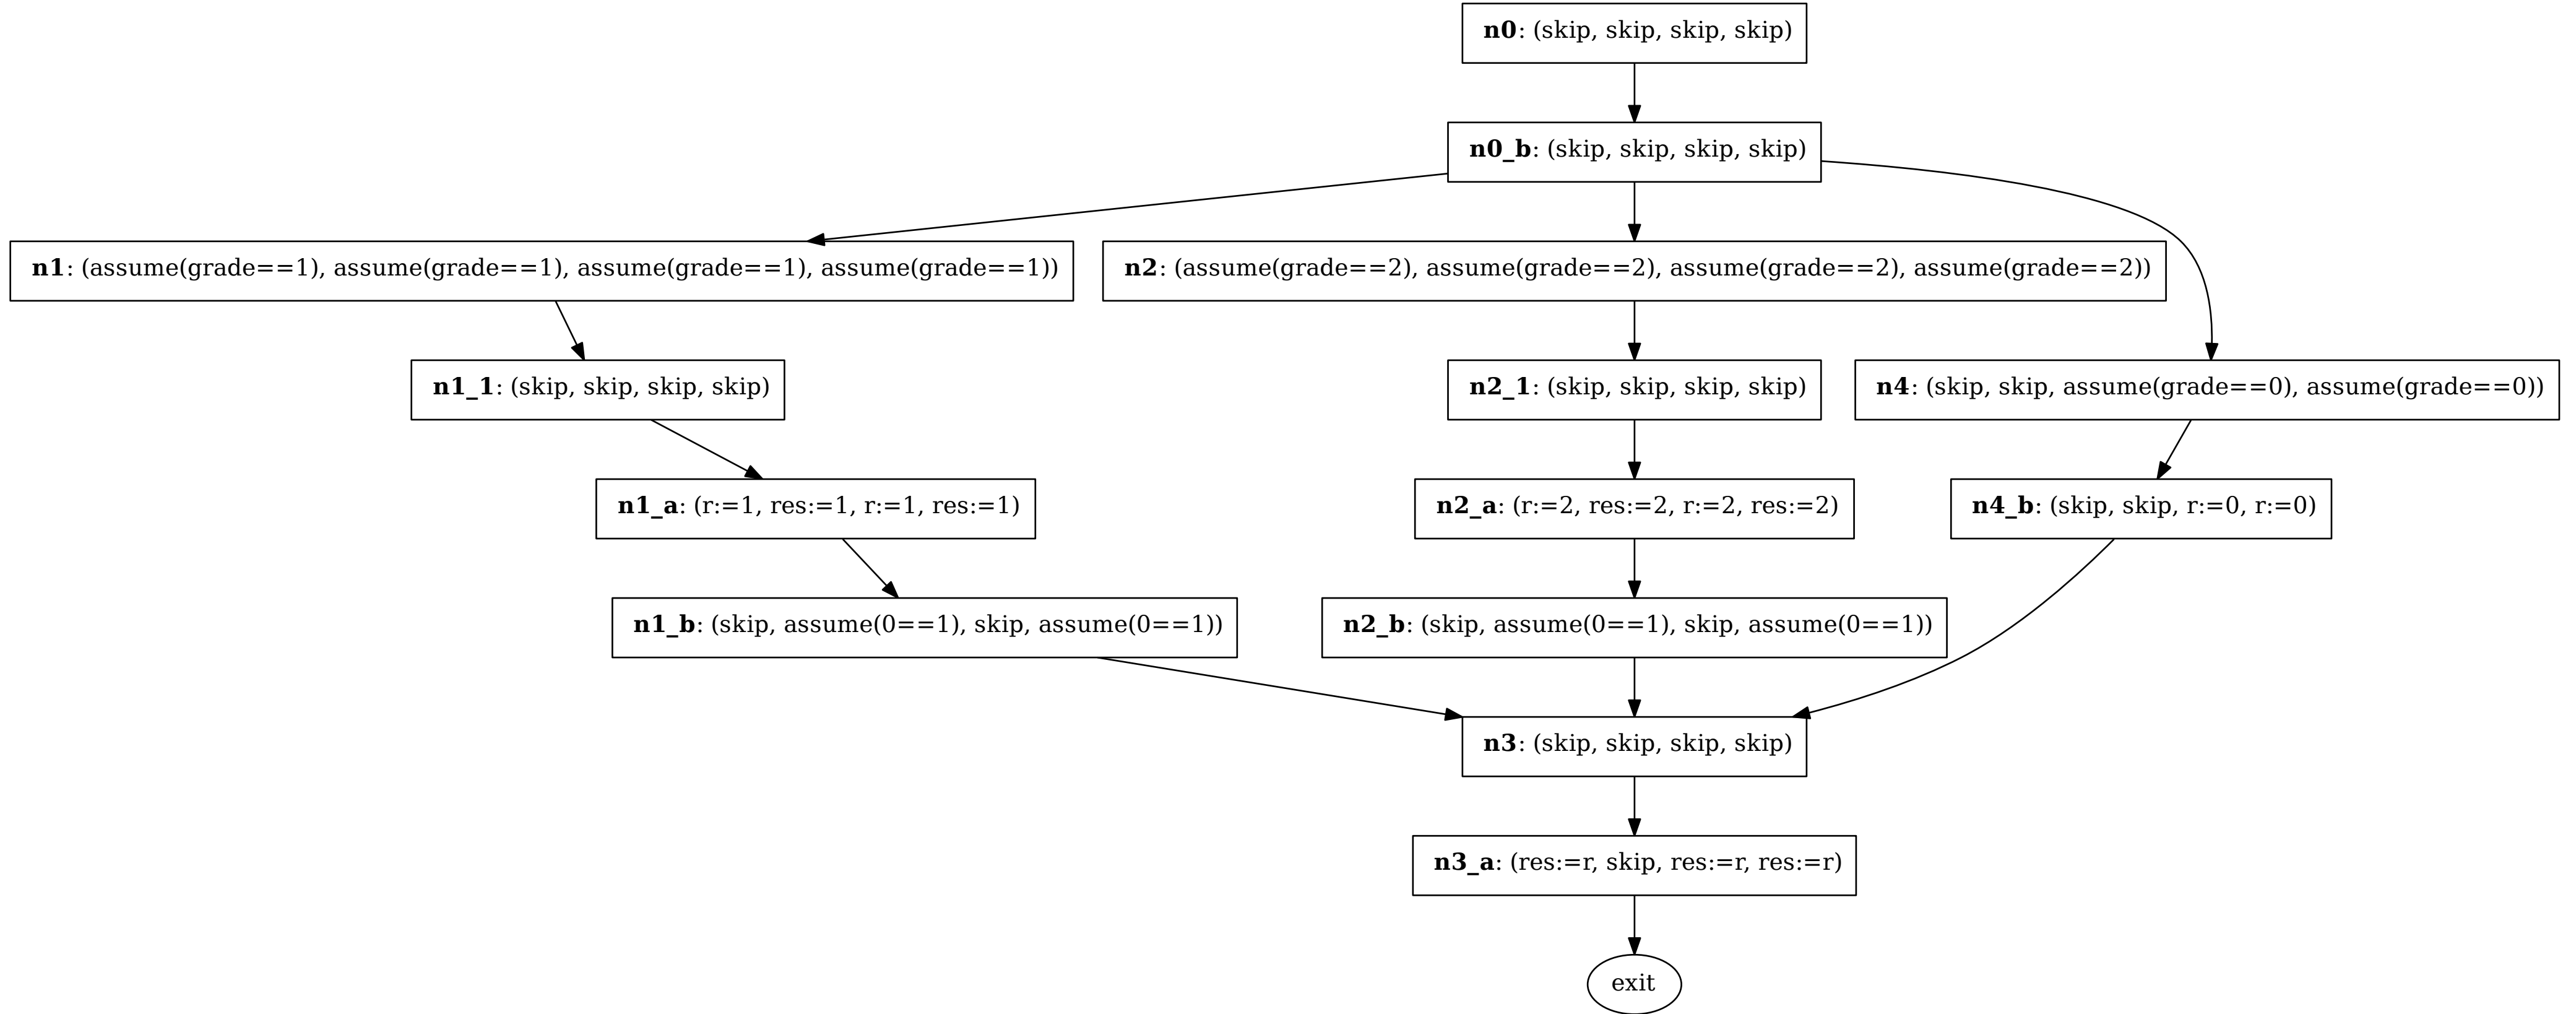 n0: (skip, skip, skip, skip)
n0_b: (skip, skip, skip, skip)
n1: (assume(grade==1), assume(grade==1), assume(grade==1), assume(grade==1))
n2: (assume(grade==2), assume(grade==2), assume(grade==2), assume(grade==2))
n1_1: (skip, skip, skip, skip)
n2_1: (skip, skip, skip, skip)
n4: (skip, skip, assume(grade==0), assume(grade==0))
n1_a: (r:=1, res:=1, r:=1, res:=1)
n2_a: (r:=2, res:=2, r:=2, res:=2)
n4_b: (skip, skip, r:=0, r:=0)
n1_b: (skip, assume(0==1), skip, assume(0==1))
n2_b: (skip, assume(0==1), skip, assume(0==1))
n3: (skip, skip, skip, skip)
n3_a: (res:=r, skip, res:=r, res:=r)
exit